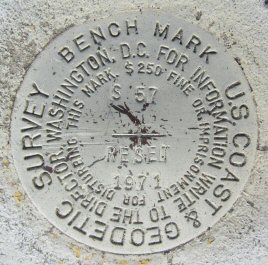 U.S. COAST & GEODETIC SURVEY
BENCH MARK
FOR INFORMATION WRITE TO THE DIRECTOR, WASHINGTON, D.C.
$250 FINE OR IMPRISONMENT FOR DISTURBING THIS MARK.
S 57
RESET
1971